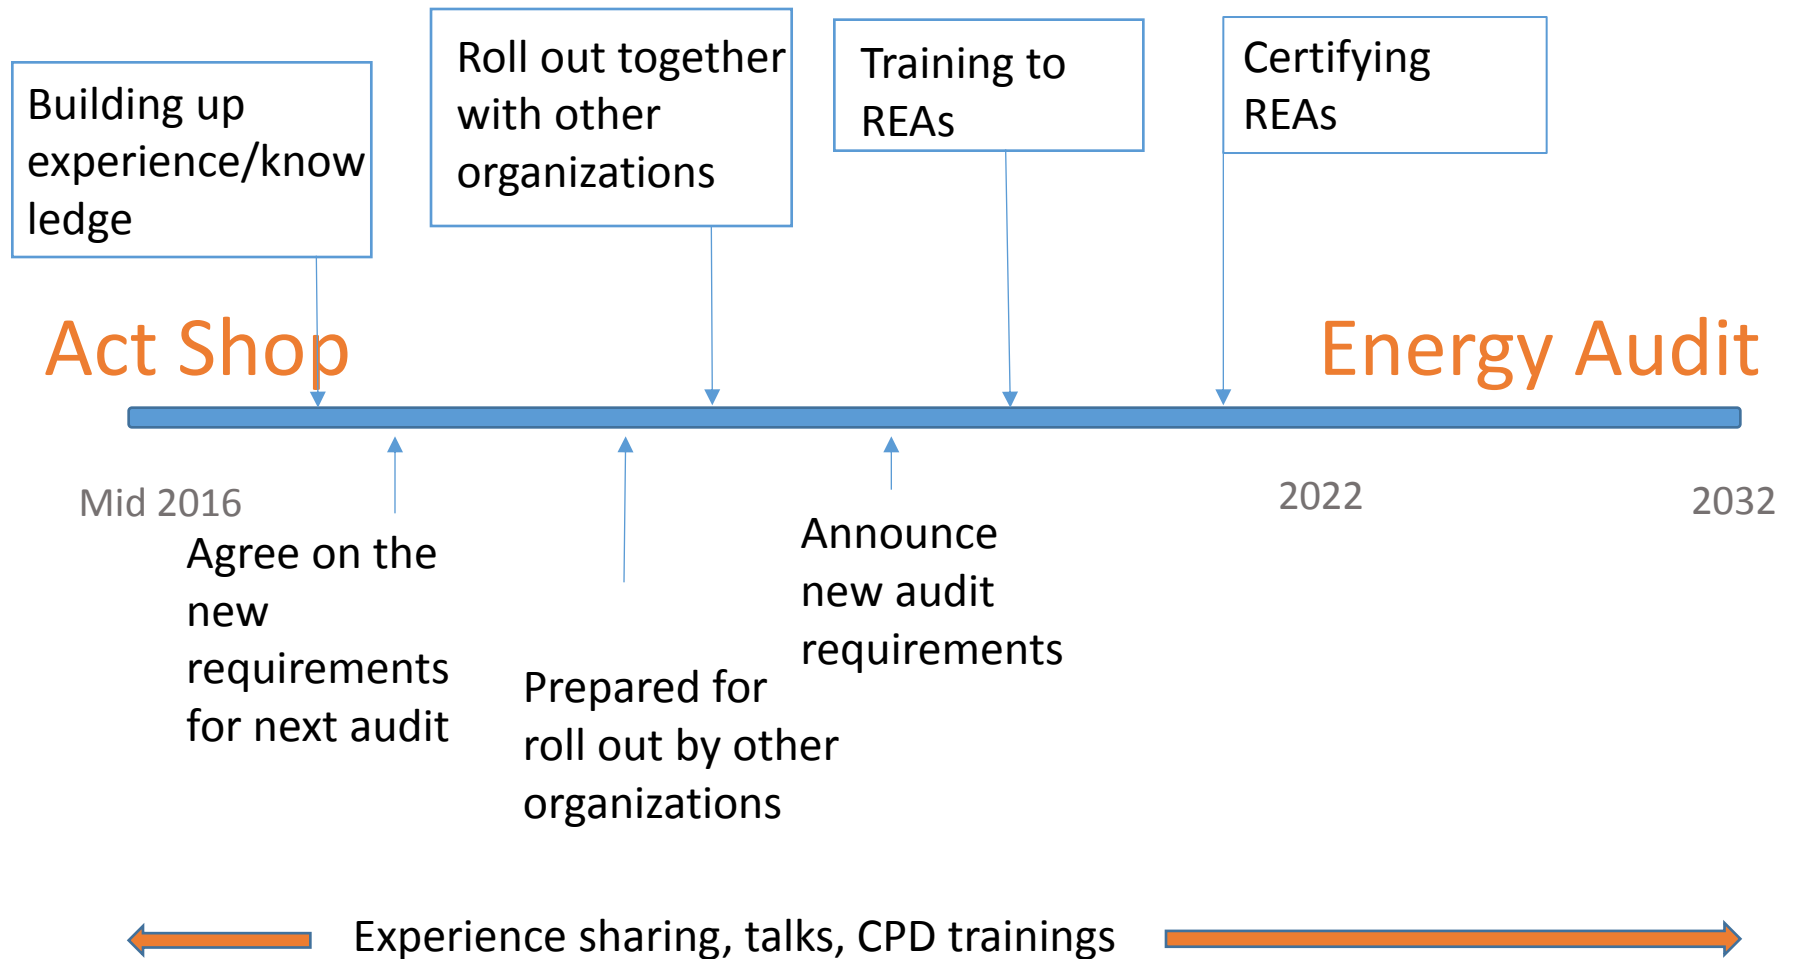 Building up
experience/know
ledge
Roll out together
with other
organizations
Training to
REAs
Certifying
REAs
Act Shop
Energy Audit
Mid 2016
2022
2032
Agree on the
new
requirements
for next audit
Prepared for
roll out by other
organizations
Announce
new audit
requirements
Experience sharing, talks, CPD trainings